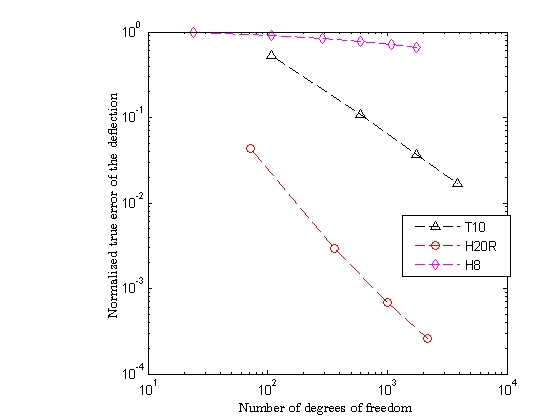 10^0
10^-1
10^-2
10^-3
10^-4
10^1
10^2
10^3
10^4
Normalized true error of the deflection
Number of degrees of freedom
T10
H20R
H8